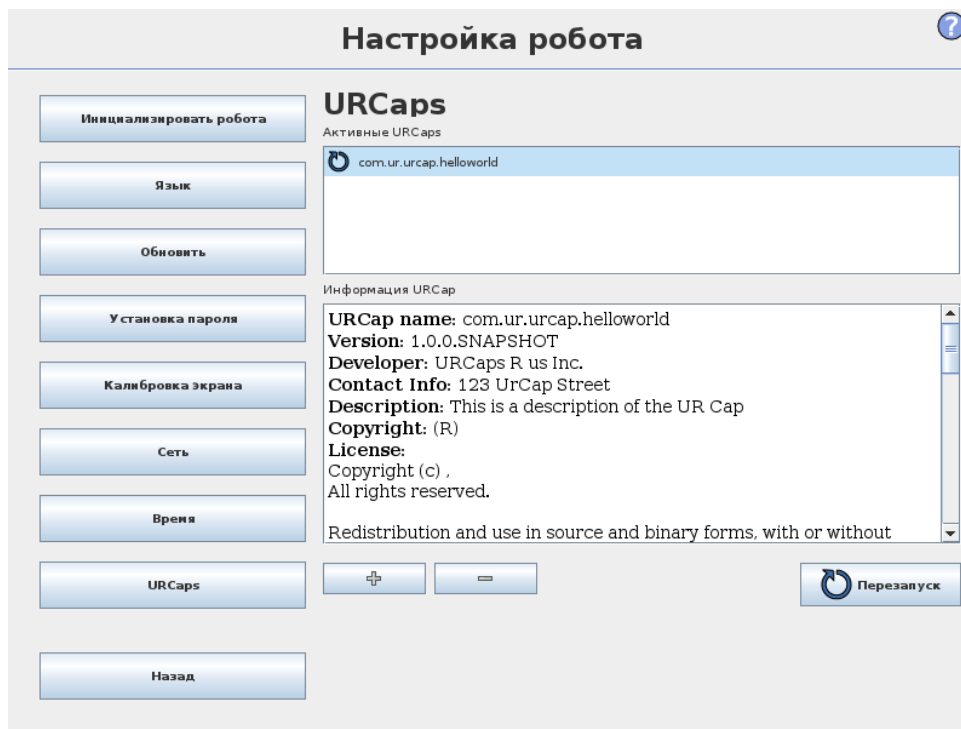 Настройка робота
?
Инициализировать робота
Язык
Обновить
Установка пароля
Калибровка экрана
Сеть
Время
URCaps
Назад
URCaps
Активные URCaps
com.ur.urcap.helloworld
Информация URCap
URCap name: com.ur.urcap.helloworld
Version: 1.0.0.SNAPSHOT
Developer: URCaps R us Inc.
Contact Info: 123 UrCap Street
Description: This is a description of the UR Cap
Copyright: (R)
License:
Copyright (c) ,
All rights reserved.
Redistribution and use in source and binary forms, with or without
Перезапуск